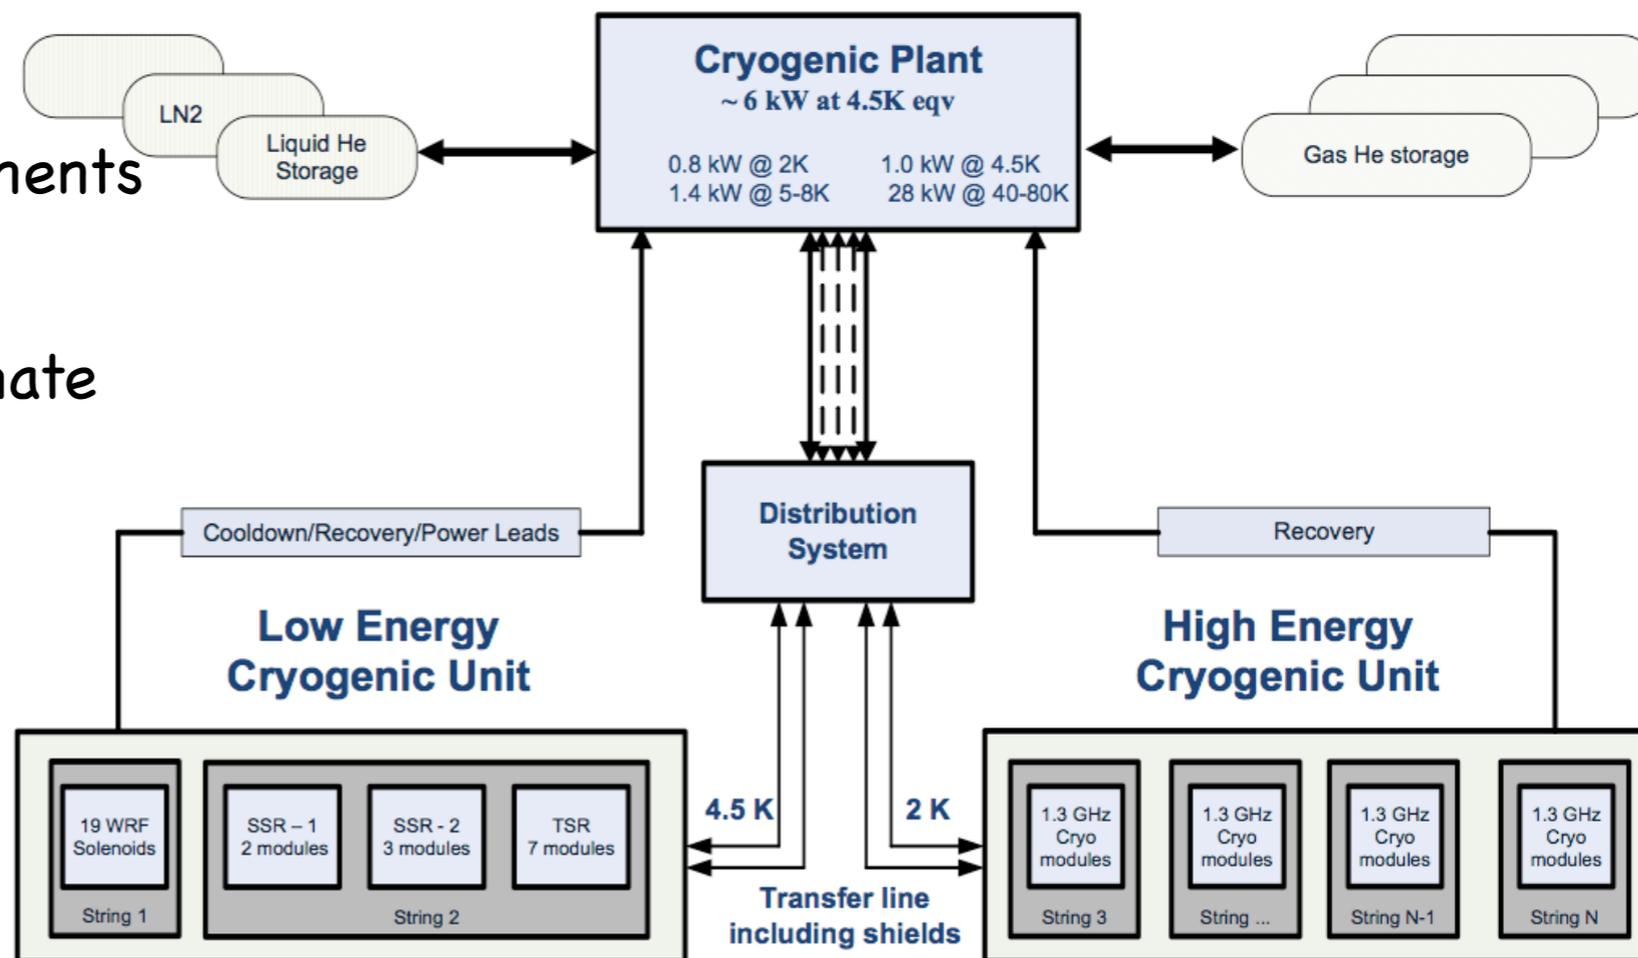 Cryogenic Plant
~ 6 kW at 4.5K eqv
0.8 kW @ 2K 1.0 kW @ 4.5K
1.4 kW @ 5-8K 28 kW @ 40-80K
LN2
Liquid He
Storage
Gas He storage
nents
nate
Distribution
System
Cooldown/Recovery/Power Leads
Recovery
Low Energy
Cryogenic Unit
High Energy
Cryogenic Unit
4.5 K
2 K
19 WRF
Solenoids
String 1
SSR – 1
2 modules
SSR - 2
3 modules
TSR
7 modules
String 2
Transfer line
including shields
1.3 GHz
Cryo
modules
String 3
1.3 GHz
Cryo
modules
String ...
1.3 GHz
Cryo
modules
String N-1
1.3 GHz
Cryo
modules
String N